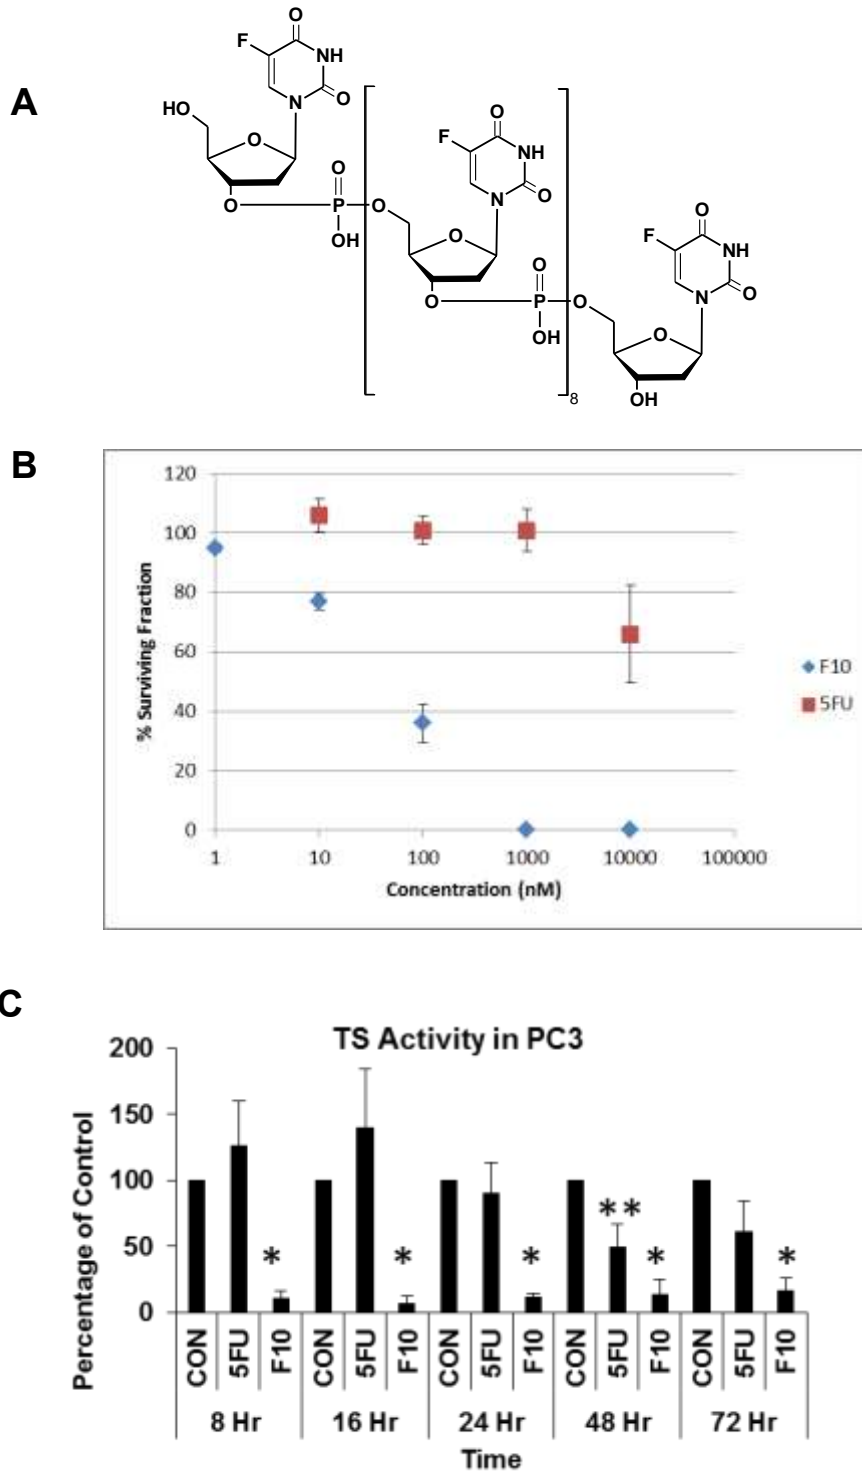 A
O
F
NH
N
O
HO
O
O
O
P
OH
O
F
NH
N
O
O
O
O
P
OH
O
8
O
F
NH
N
O
O
OH
B
120
100
80
60
40
20
0
% Surviving Fraction
1 10 100 1000 10000 100000
Concentration (nM)
F10
5FU
C
TS Activity in PC3
200
150
100
50
0
Percentage of Control
* * * ** * *
CON 5FU F10 CON 5FU F10 CON 5FU F10 CON 5FU F10 CON 5FU F10
8 Hr 16 Hr 24 Hr 48 Hr 72 Hr
Time